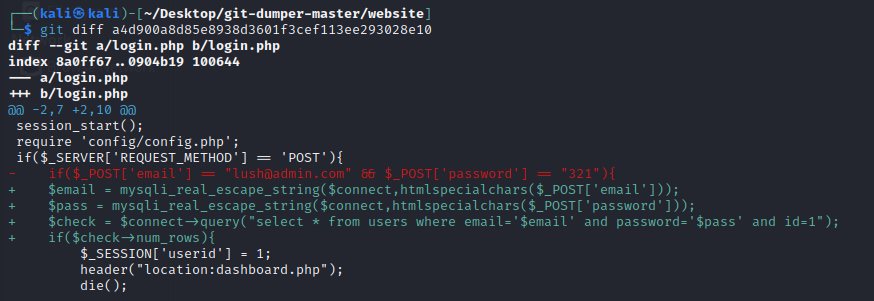 ┌──(kali㉿kali)-[~/Desktop/git-dumper-master/website]
└─$ git diff a4d900a8d85e8938d3601f3cef113ee293028e10
diff --git a/login.php b/login.php
index 8a0ff67..0904b19 100644
--- a/login.php
+++ b/login.php
@@ -2,7 +2,10 @@
 session_start();
 require 'config/config.php';
 if($_SERVER['REQUEST_METHOD'] == 'POST'){
-    if($_POST['email'] == "lush@admin.com" && $_POST['password'] == "321"){
+    $email = mysqli_real_escape_string($connect,htmlspecialchars($_POST['email']));
+    $pass = mysqli_real_escape_string($connect,htmlspecialchars($_POST['password']));
+    $check = $connect->query("select * from users where email='$email' and password='$pass' and id=1");
+    if($check->num_rows){
         $_SESSION['userid'] = 1;
         header("location:dashboard.php");
         die();